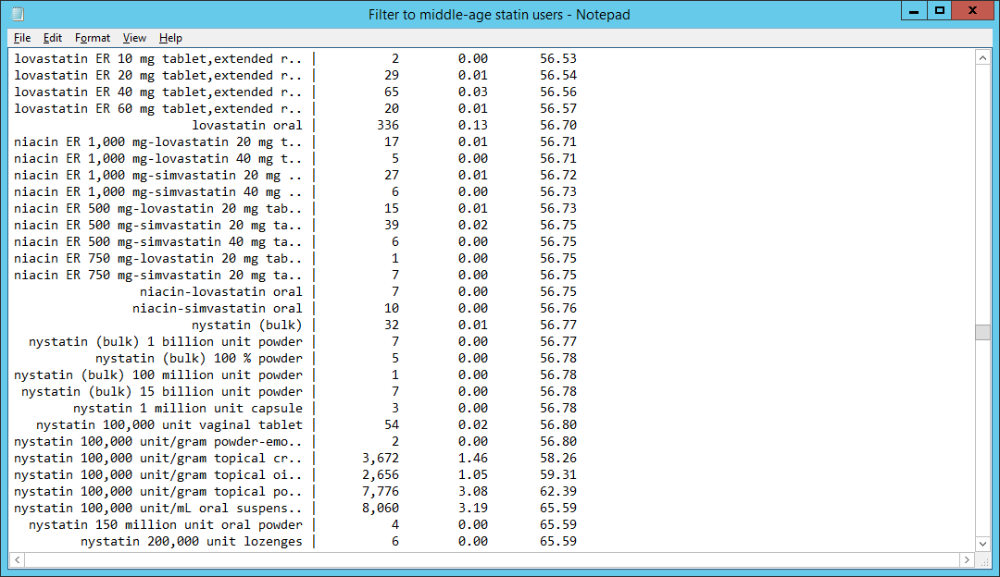 Filter to middle-age statin users - Notepad
File Edit Format View Help
lovastatin ER 10 mg tablet,extended r.. | 2 0.00 56.53
lovastatin ER 20 mg tablet,extended r.. | 29 0.01 56.54
lovastatin ER 40 mg tablet,extended r.. | 65 0.03 56.56
lovastatin ER 60 mg tablet,extended r.. | 20 0.01 56.57
lovastatin oral | 336 0.13 56.70
niacin ER 1,000 mg-lovastatin 20 mg t.. | 17 0.01 56.71
niacin ER 1,000 mg-lovastatin 40 mg t.. | 5 0.00 56.71
niacin ER 1,000 mg-simvastatin 20 mg .. | 27 0.01 56.72
niacin ER 1,000 mg-simvastatin 40 mg .. | 6 0.00 56.73
niacin ER 500 mg-lovastatin 20 mg tab.. | 15 0.01 56.73
niacin ER 500 mg-simvastatin 20 mg ta.. | 39 0.02 56.75
niacin ER 500 mg-simvastatin 40 mg ta.. | 6 0.00 56.75
niacin ER 750 mg-lovastatin 20 mg tab.. | 1 0.00 56.75
niacin ER 750 mg-simvastatin 20 mg ta.. | 7 0.00 56.75
niacin-lovastatin oral | 7 0.00 56.75
niacin-simvastatin oral | 10 0.00 56.76
nystatin (bulk) | 32 0.01 56.77
nystatin (bulk) 1 billion unit powder | 7 0.00 56.77
nystatin (bulk) 100 % powder | 5 0.00 56.78
nystatin (bulk) 100 million unit powder | 1 0.00 56.78
nystatin (bulk) 15 billion unit powder | 7 0.00 56.78
nystatin 1 million unit capsule | 3 0.00 56.78
nystatin 100,000 unit vaginal tablet | 54 0.02 56.80
nystatin 100,000 unit/gram powder-emo.. | 2 0.00 56.80
nystatin 100,000 unit/gram topical cr.. | 3,672 1.46 58.26
nystatin 100,000 unit/gram topical oi.. | 2,656 1.05 59.31
nystatin 100,000 unit/gram topical po.. | 7,776 3.08 62.39
nystatin 100,000 unit/mL oral suspens.. | 8,060 3.19 65.59
nystatin 150 million unit oral powder | 4 0.00 65.59
nystatin 200,000 unit lozenges | 6 0.00 65.59